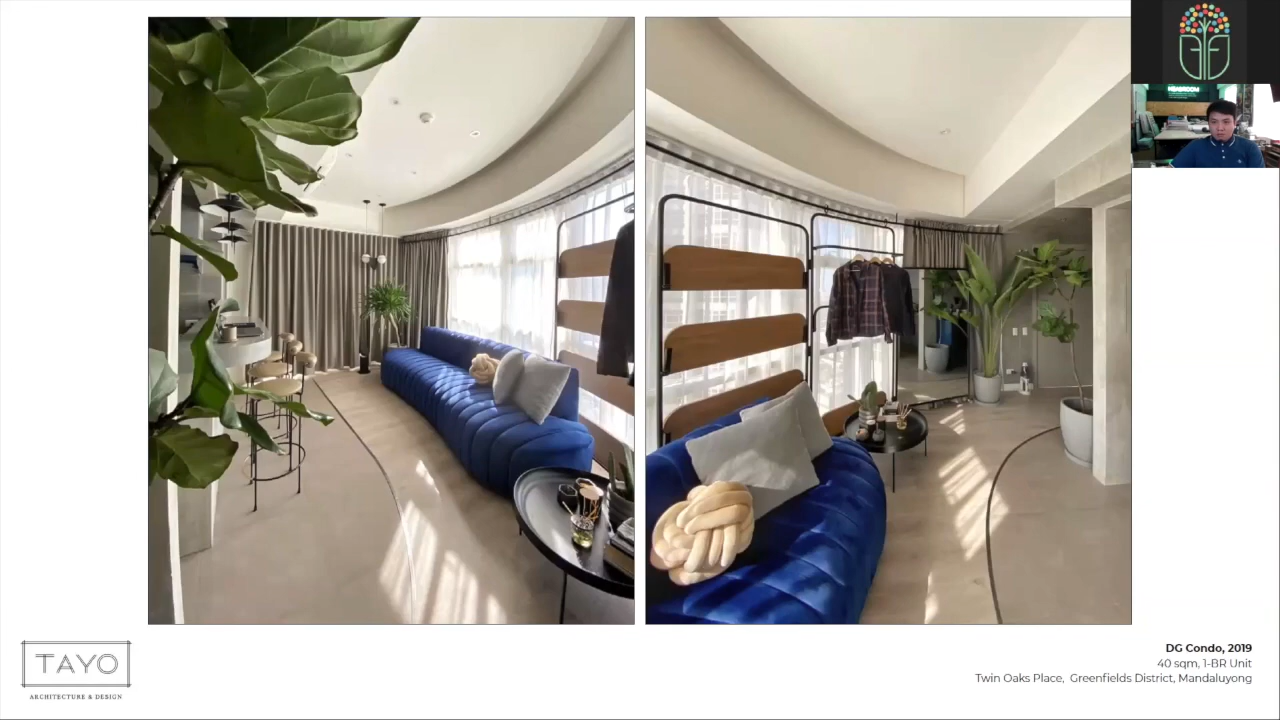 TAYO
ARCHITECTURE & DESIGN
DG Condo, 2019
40 sqm, 1-BR Unit
Twin Oaks Place, Greenfields District, Mandaluyong